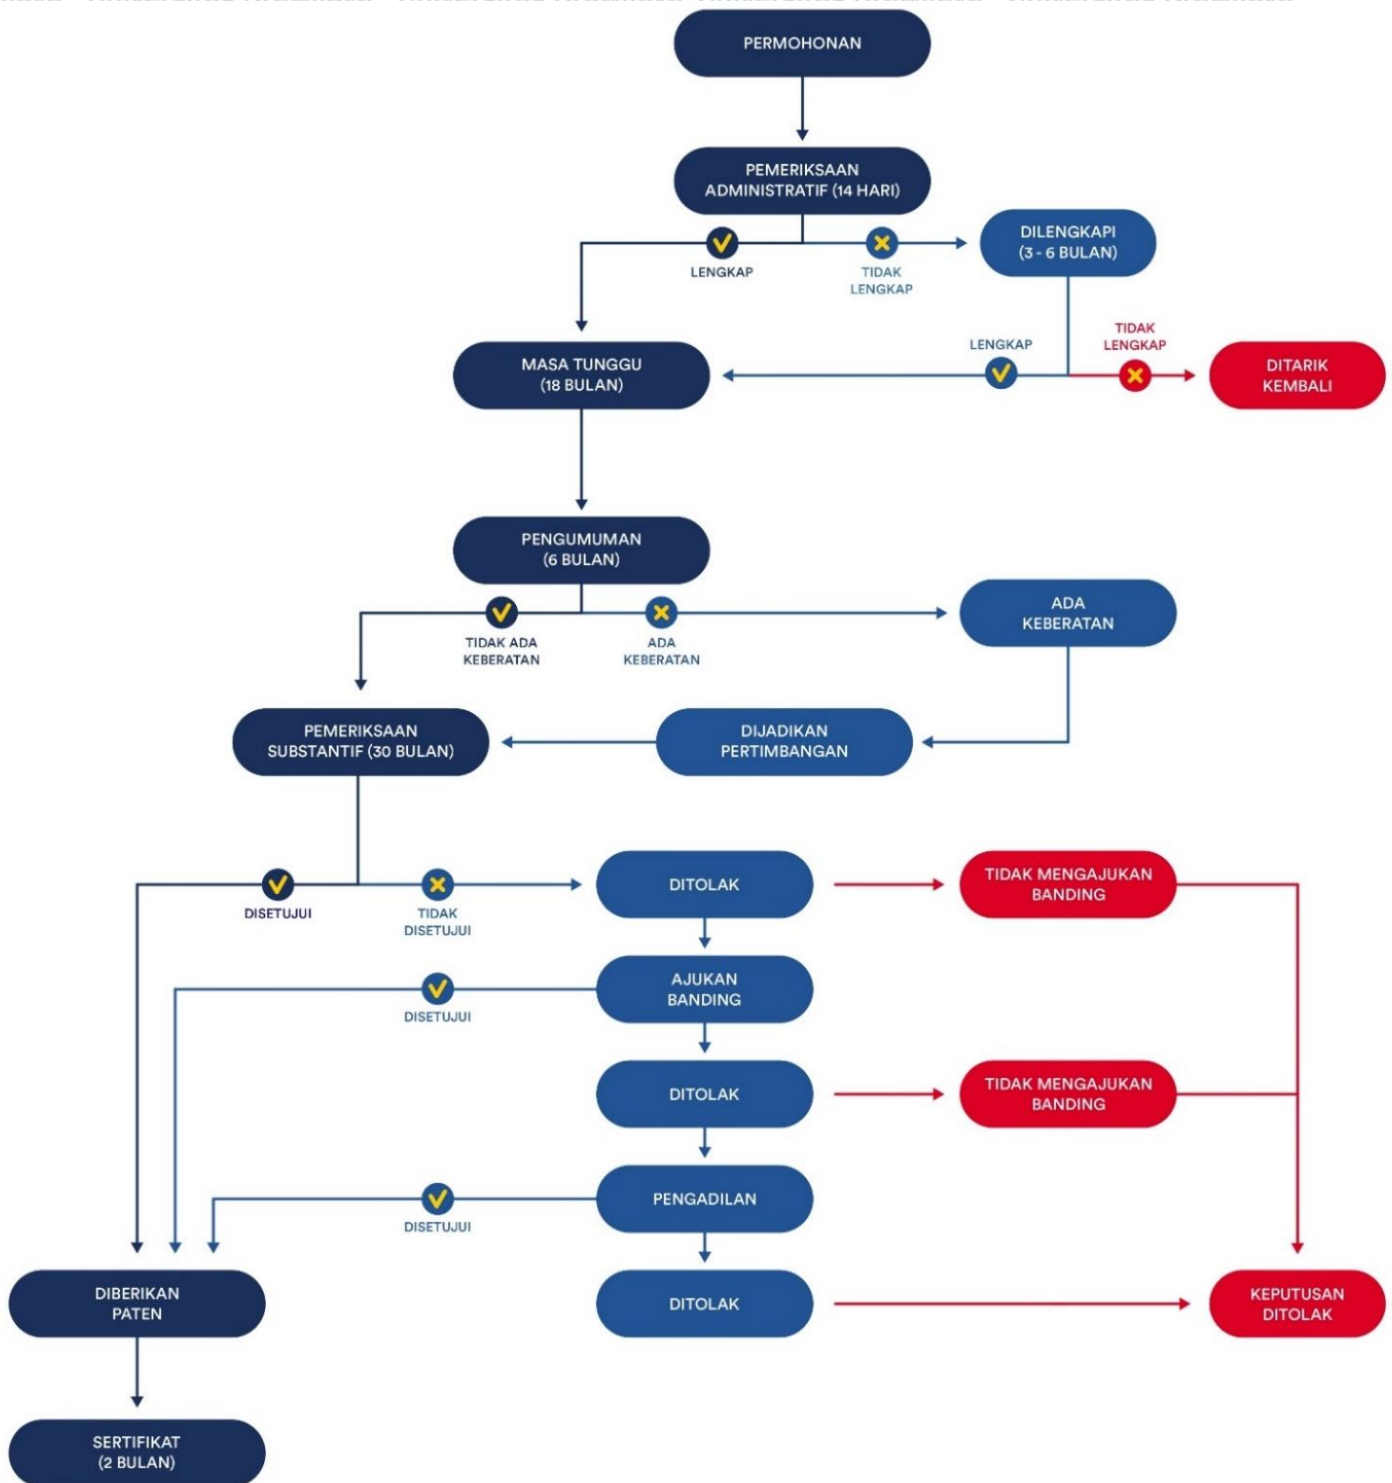 PERMOHONAN
PEMERIKSAAN
ADMINISTRATIF (14 HARI)
DILENGKAPI
(3 - 6 BULAN)
LENGKAP
TIDAK
LENGKAP
LENGKAP
TIDAK
LENGKAP
MASA TUNGGU
(18 BULAN)
DITARIK
KEMBALI
PENGUMUMAN
(6 BULAN)
ADA
KEBERATAN
TIDAK ADA
KEBERATAN
ADA
KEBERATAN
PEMERIKSAAN
SUBSTANTIF (30 BULAN)
DIJADIKAN
PERTIMBANGAN
DISETUJUI
TIDAK
DISETUJUI
DITOLAK
TIDAK MENGAJUKAN
BANDING
DISETUJUI
AJUKAN
BANDING
DITOLAK
TIDAK MENGAJUKAN
BANDING
DISETUJUI
PENGADILAN
DIBERIKAN
PATEN
DITOLAK
KEPUTUSAN
DITOLAK
SERTIFIKAT
(2 BULAN)